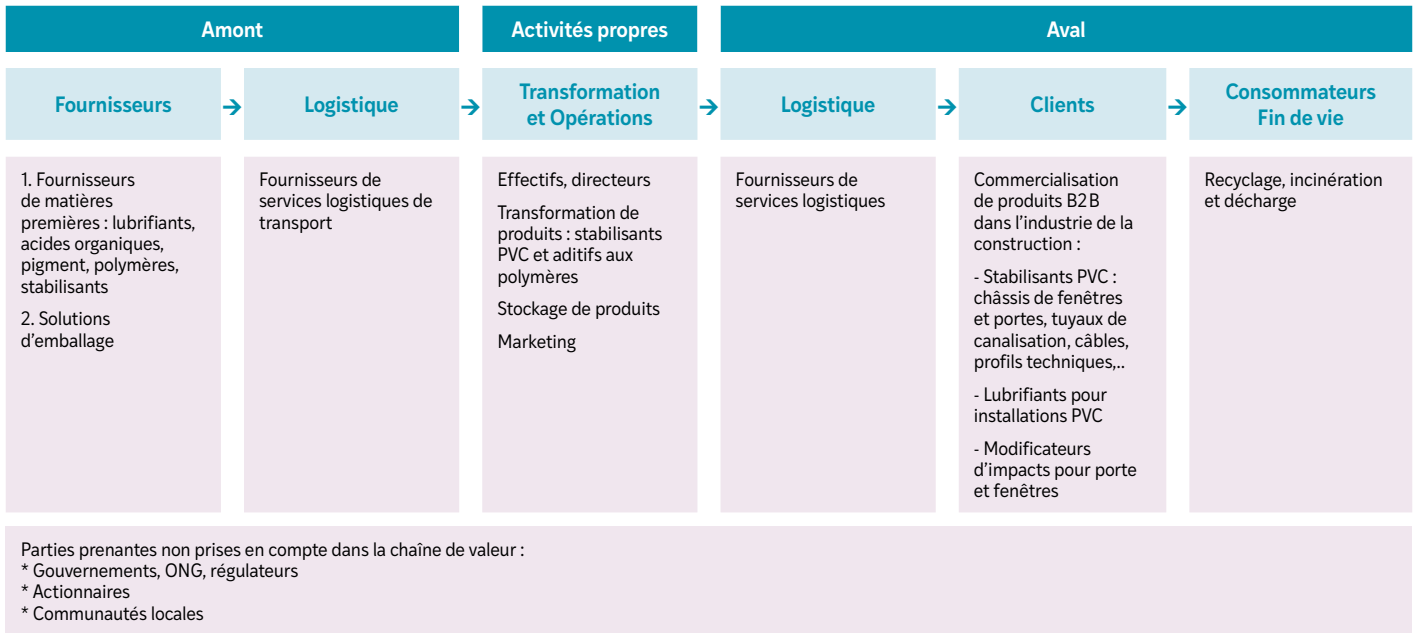 Amont
Activités propres
Aval
Fournisseurs
→
Logistique
→
Transformation
et Opérations
→
Logistique
→
Clients
→
Consommateurs
Fin de vie
1. Fournisseurs
de matières
premières : lubrifiants,
acides organiques,
pigment, polymères,
stabilisants
2. Solutions
d’emballage
Fournisseurs de
services logistiques de
transport
Effectifs, directeurs
Transformation de
produits : stabilisants
PVC et aditifs aux
polymères
Stockage de produits
Marketing
Fournisseurs de
services logistiques
Commercialisation
de produits B2B
dans l’industrie de la
construction :
- Stabilisants PVC :
châssis de fenêtres
et portes, tuyaux de
canalisation, câbles,
profils techniques,..
- Lubrifiants pour
installations PVC
- Modificateurs
d’impacts pour porte
et fenêtres
Recyclage, incinération
et décharge
Parties prenantes non prises en compte dans la chaîne de valeur :
* Gouvernements, ONG, régulateurs
* Actionnaires
* Communautés locales